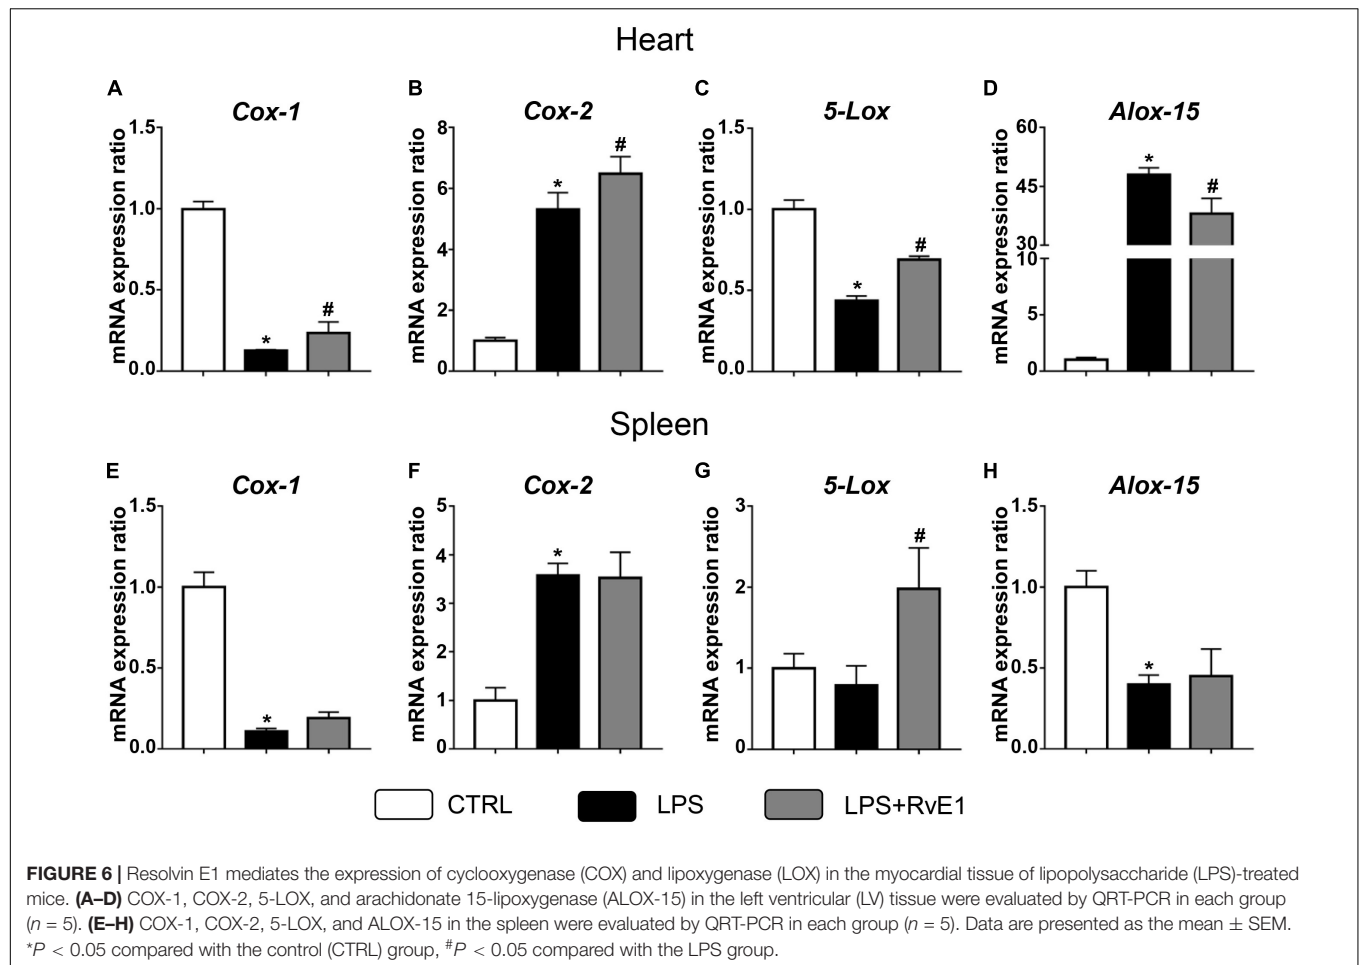 Heart
A
Cox-1
mRNA expression ratio
1.5
1.0
0.5
0.0
*
#
B
Cox-2
mRNA expression ratio
8
6
4
2
0
*
#
C
5-Lox
mRNA expression ratio
1.5
1.0
0.5
0.0
*
#
D
Alox-15
mRNA expression ratio
60
45
30
10
5
0
*
#
Spleen
E
Cox-1
mRNA expression ratio
1.5
1.0
0.5
0.0
*
F
Cox-2
mRNA expression ratio
5
4
3
2
1
0
*
G
5-Lox
mRNA expression ratio
3
2
1
0
#
H
Alox-15
mRNA expression ratio
1.5
1.0
0.5
0.0
*
CTRL LPS LPS+RvE1
FIGURE 6 | Resolvin E1 mediates the expression of cyclooxygenase (COX) and lipoxygenase (LOX) in the myocardial tissue of lipopolysaccharide (LPS)-treated
mice. (A–D) COX-1, COX-2, 5-LOX, and arachidonate 15-lipoxygenase (ALOX-15) in the left ventricular (LV) tissue were evaluated by QRT-PCR in each group
(n = 5). (E–H) COX-1, COX-2, 5-LOX, and ALOX-15 in the spleen were evaluated by QRT-PCR in each group (n = 5). Data are presented as the mean ± SEM.
*P < 0.05 compared with the control (CTRL) group, #P < 0.05 compared with the LPS group.